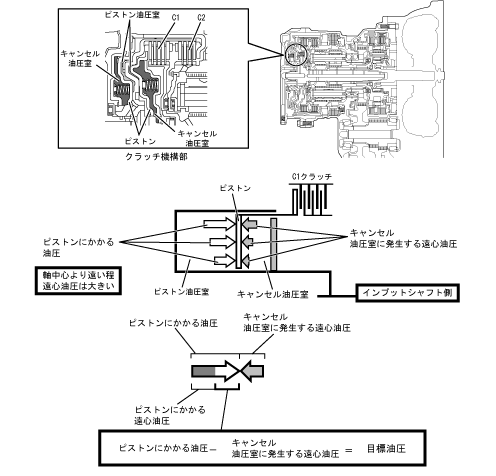 ピストン油圧室
C1
C2
キャンセル
油圧室
ピストン
キャンセル
油圧室
クラッチ機構部
C1クラッチ
ピストン
ピストンにかかる
油圧
キャンセル
油圧室に発生する遠心油圧
軸中心より遠い程
遠心油圧は大きい
ピストン油圧室
キャンセル油圧室
インプットシャフト側
ピストンにかかる油圧
キャンセル
油圧室に発生する遠心油圧
ピストンにかかる
遠心油圧
ピストンにかかる油圧−
キャンセル
油圧室に発生する遠心油圧
=
目標油圧